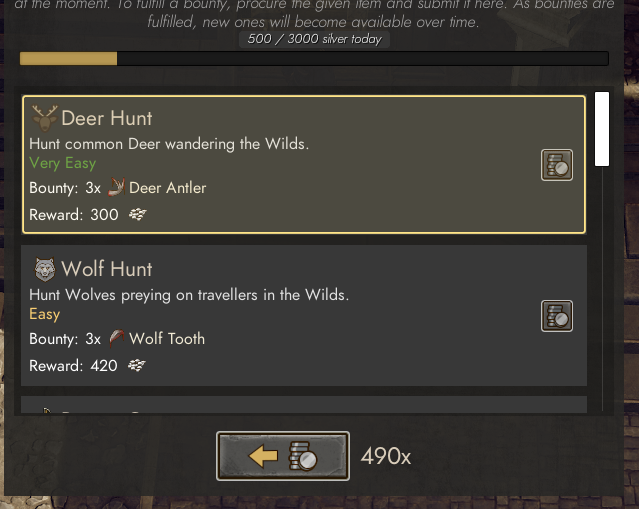 at the moment. To fulfill a bounty, procure the given item and submit it here. As bounties are
fulfilled, new ones will become available over time.
500 / 3000 silver today
Deer Hunt
Hunt common Deer wandering the Wilds.
Very Easy
Bounty: 3x Deer Antler
Reward: 300
Wolf Hunt
Hunt Wolves preying on travellers in the Wilds.
Easy
Bounty: 3x Wolf Tooth
Reward: 420
490x